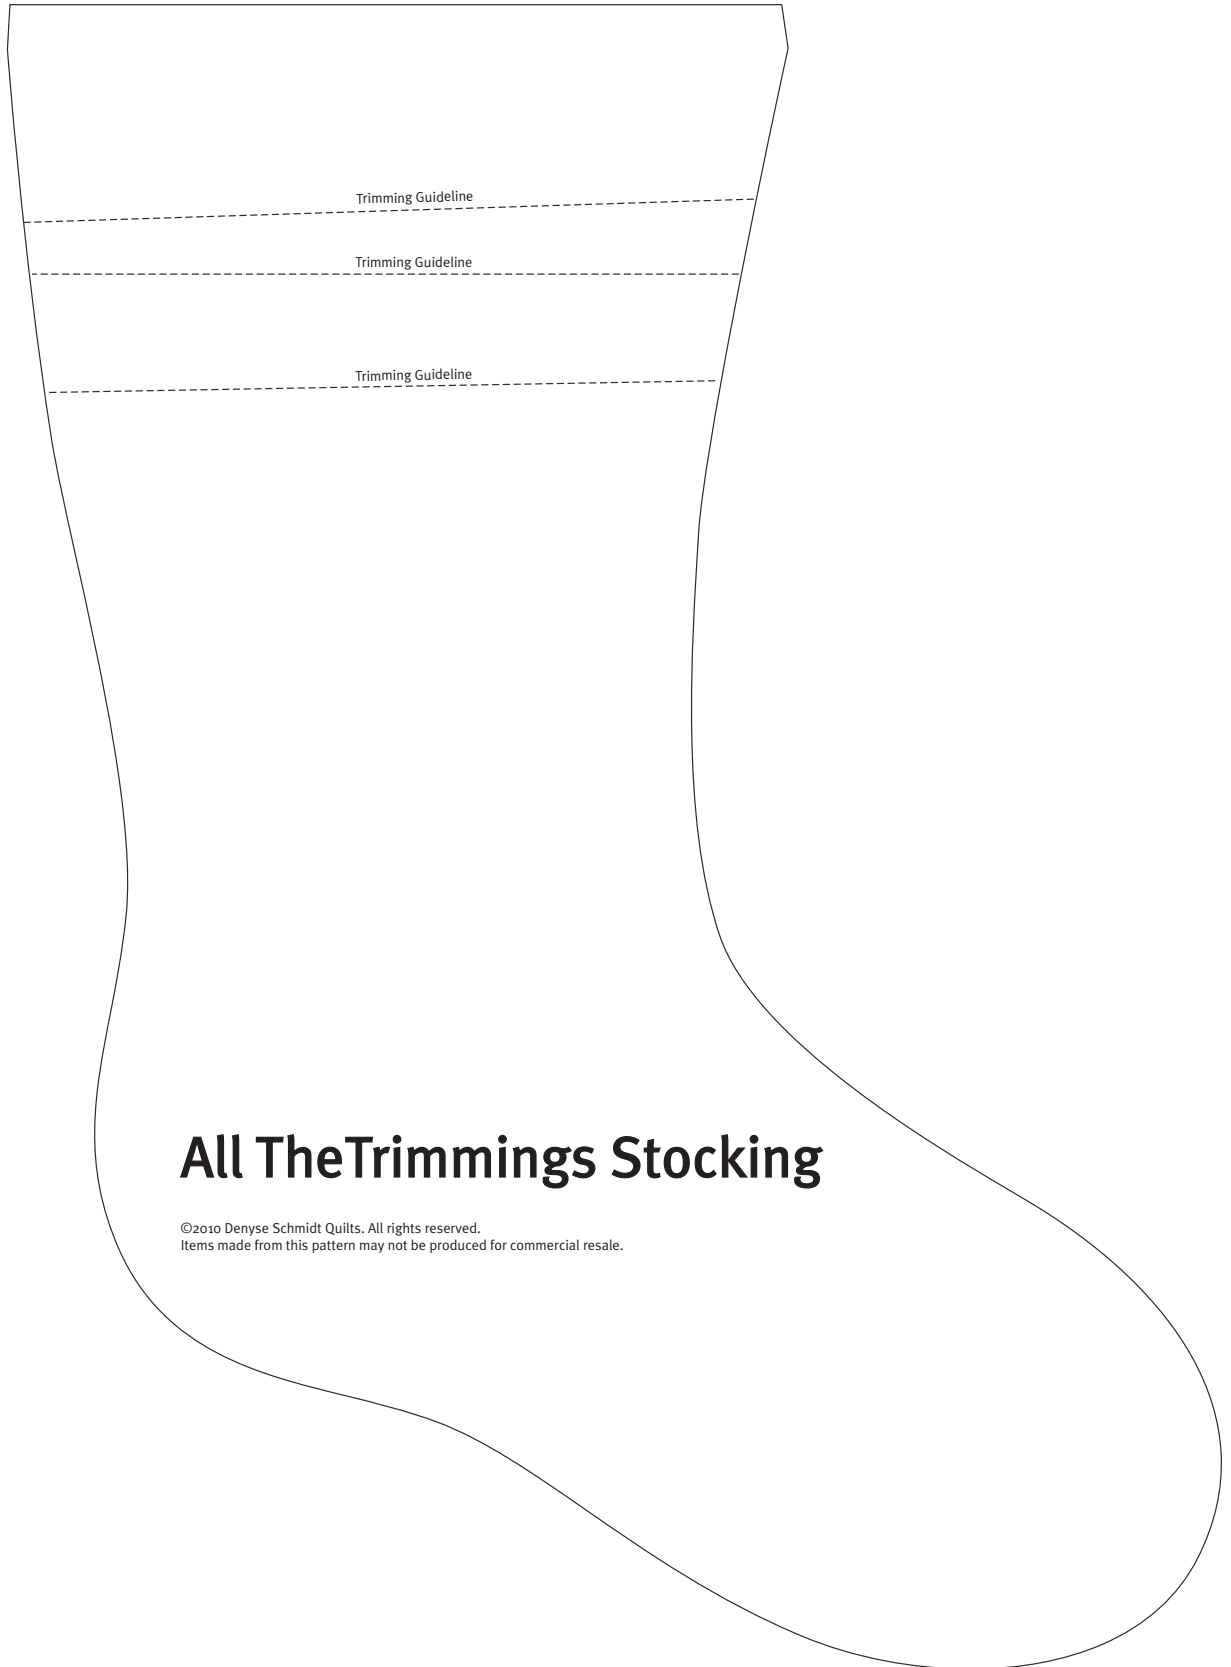 Trimming Guideline
Trimming Guideline
Trimming Guideline
All TheTrimmings Stocking
©2010 Denyse Schmidt Quilts. All rights reserved.
Items made from this pattern may not be produced for commercial resale.